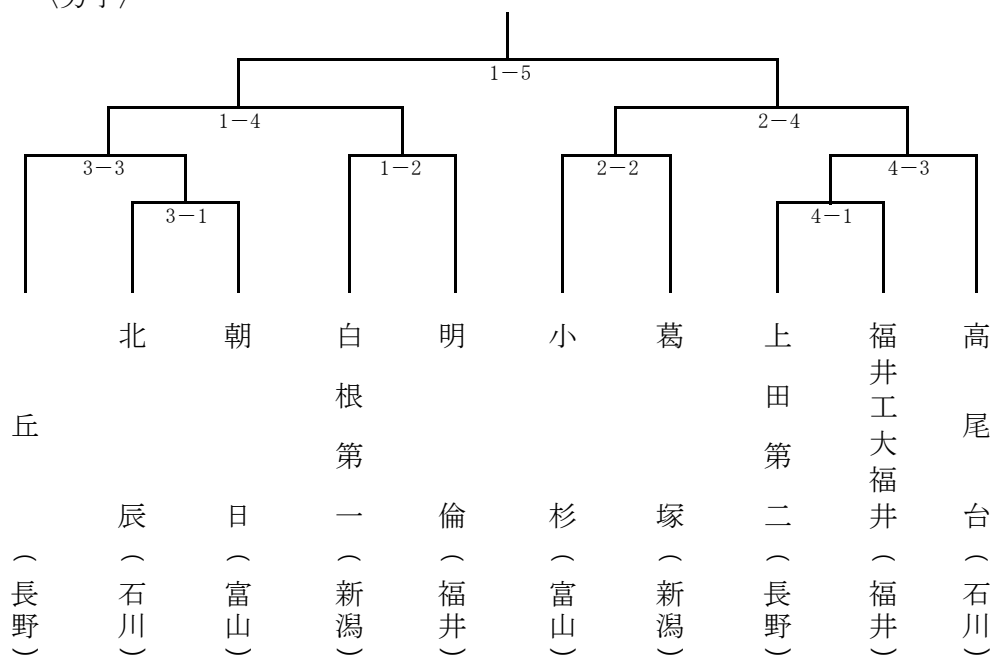 1－5
1－4
2－4
3－3
1－2
2－2
4－3
3－1
4－1
丘(長野)
北辰(石川)
朝日(富山)
白根第一(新潟)
明倫(福井)
小杉(富山)
葛塚(新潟)
上田第二(長野)
福井工大福井(福井)
高尾台(石川)